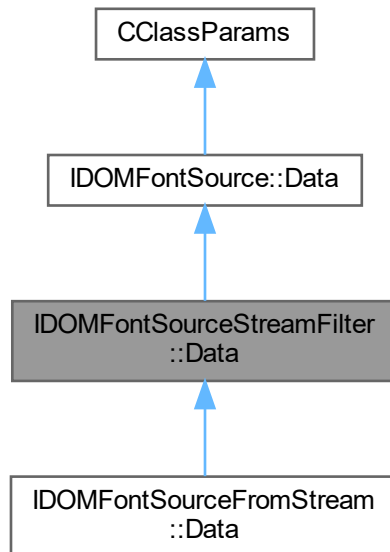 CClassParams
IDOMFontSource::Data
IDOMFontSourceStreamFilter
::Data
IDOMFontSourceFromStream
::Data